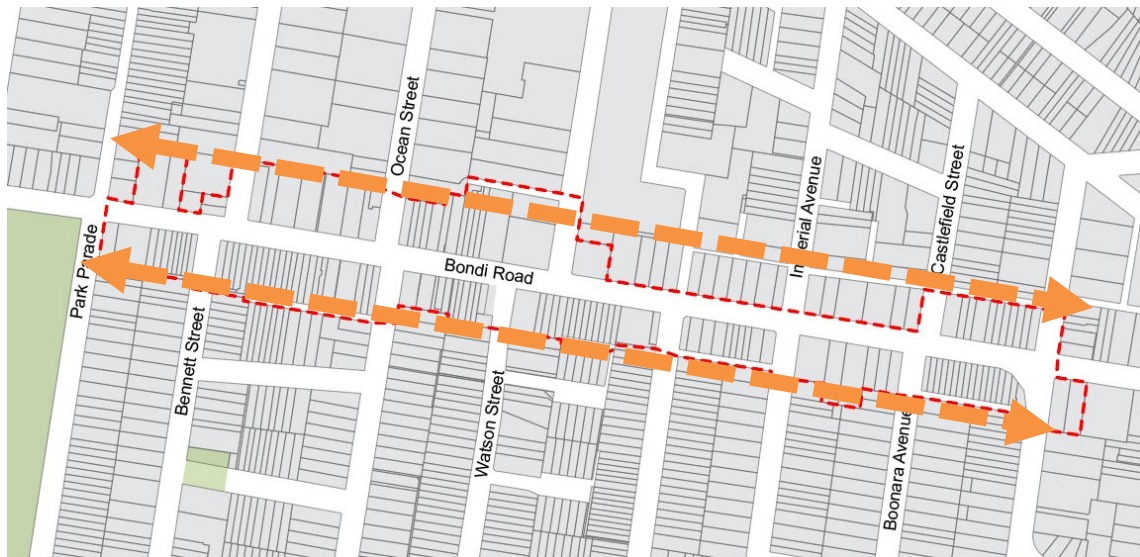 Ocean Street
Imperial Avenue
Castlefield Street
Park Parade
Bondi Road
Bennett Street
Watson Street
Boonara Avenue